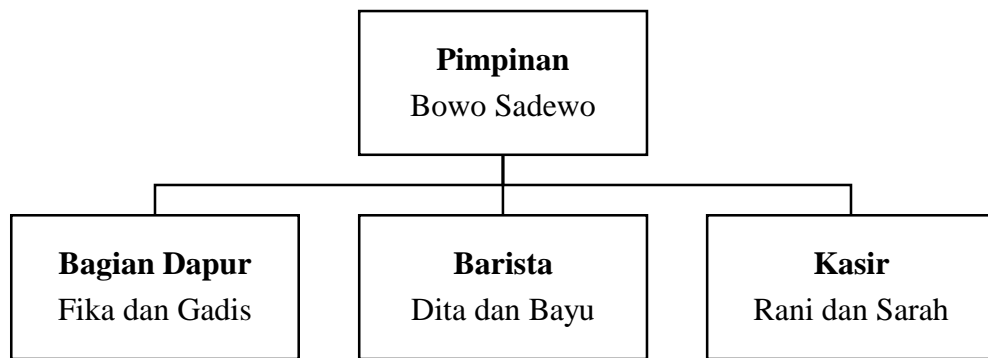 Pimpinan
Bowo Sadewo
Bagian Dapur
Fika dan Gadis
Barista
Dita dan Bayu
Kasir
Rani dan Sarah